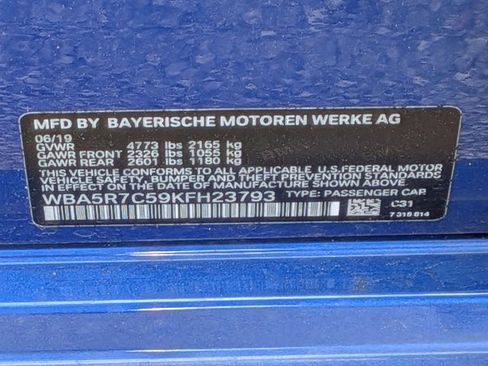 MFD BY BAYERISCHE MOTOREN WERKE AG
06/19
GVWR 4773 lbs 2165 kg
GAWR FRONT 2326 lbs 1055 kg
GAWR REAR 2601 lbs 1180 kg
THIS VEHICLE CONFORMS TO ALL APPLICABLE U.S.FEDERAL MOTOR
VEHICLE SAFETY, BUMPER, AND THEFT PREVENTION STANDARDS
IN EFFECT ON THE DATE OF MANUFACTURE SHOWN ABOVE.
WBA5R7C59KFH23793 TYPE: PASSENGER CAR
C31
7 315 614